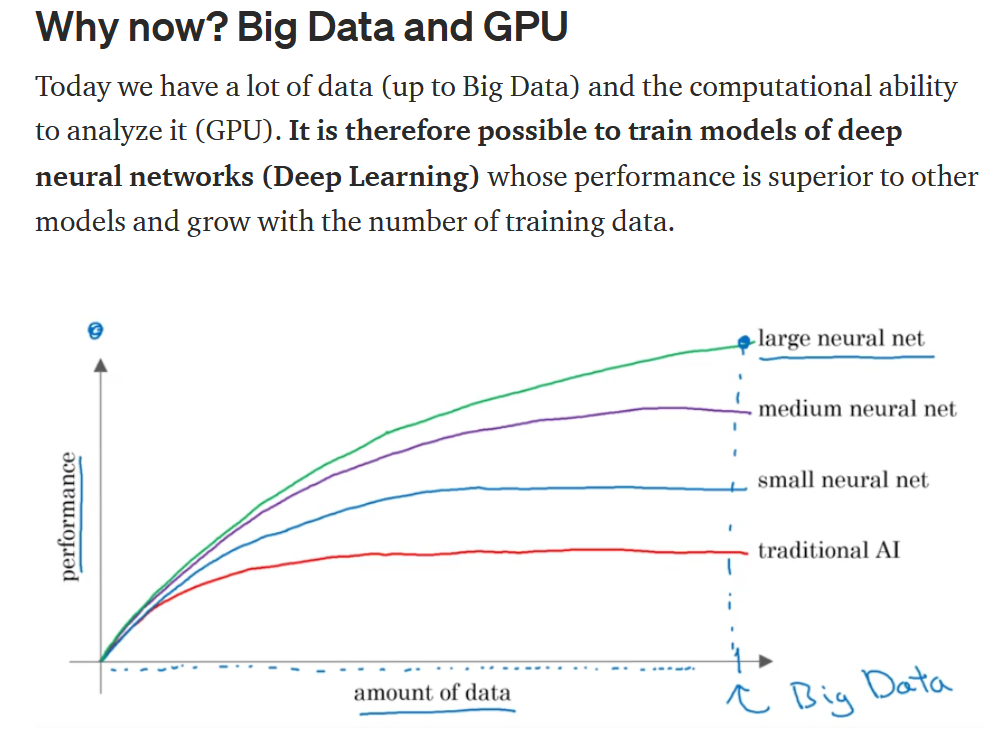 Why now? Big Data and GPU
Today we have a lot of data (up to Big Data) and the computational ability
to analyze it (GPU). It is therefore possible to train models of deep
neural networks (Deep Learning) whose performance is superior to other
models and grow with the number of training data.
large neural net
medium neural net
small neural net
traditional AI
performance
amount of data
Big Data